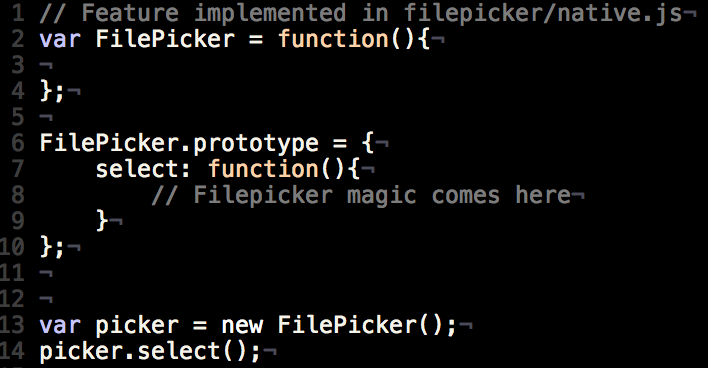 1 // Feature implemented in filepicker/native.js¬
2 var FilePicker = function(){¬
3 ¬
4 };¬
5 ¬
6 FilePicker.prototype = {¬
7     select: function(){¬
8         // Filepicker magic comes here¬
9     }¬
10 };¬
11 ¬
12 ¬
13 var picker = new FilePicker();¬
14 picker.select();¬